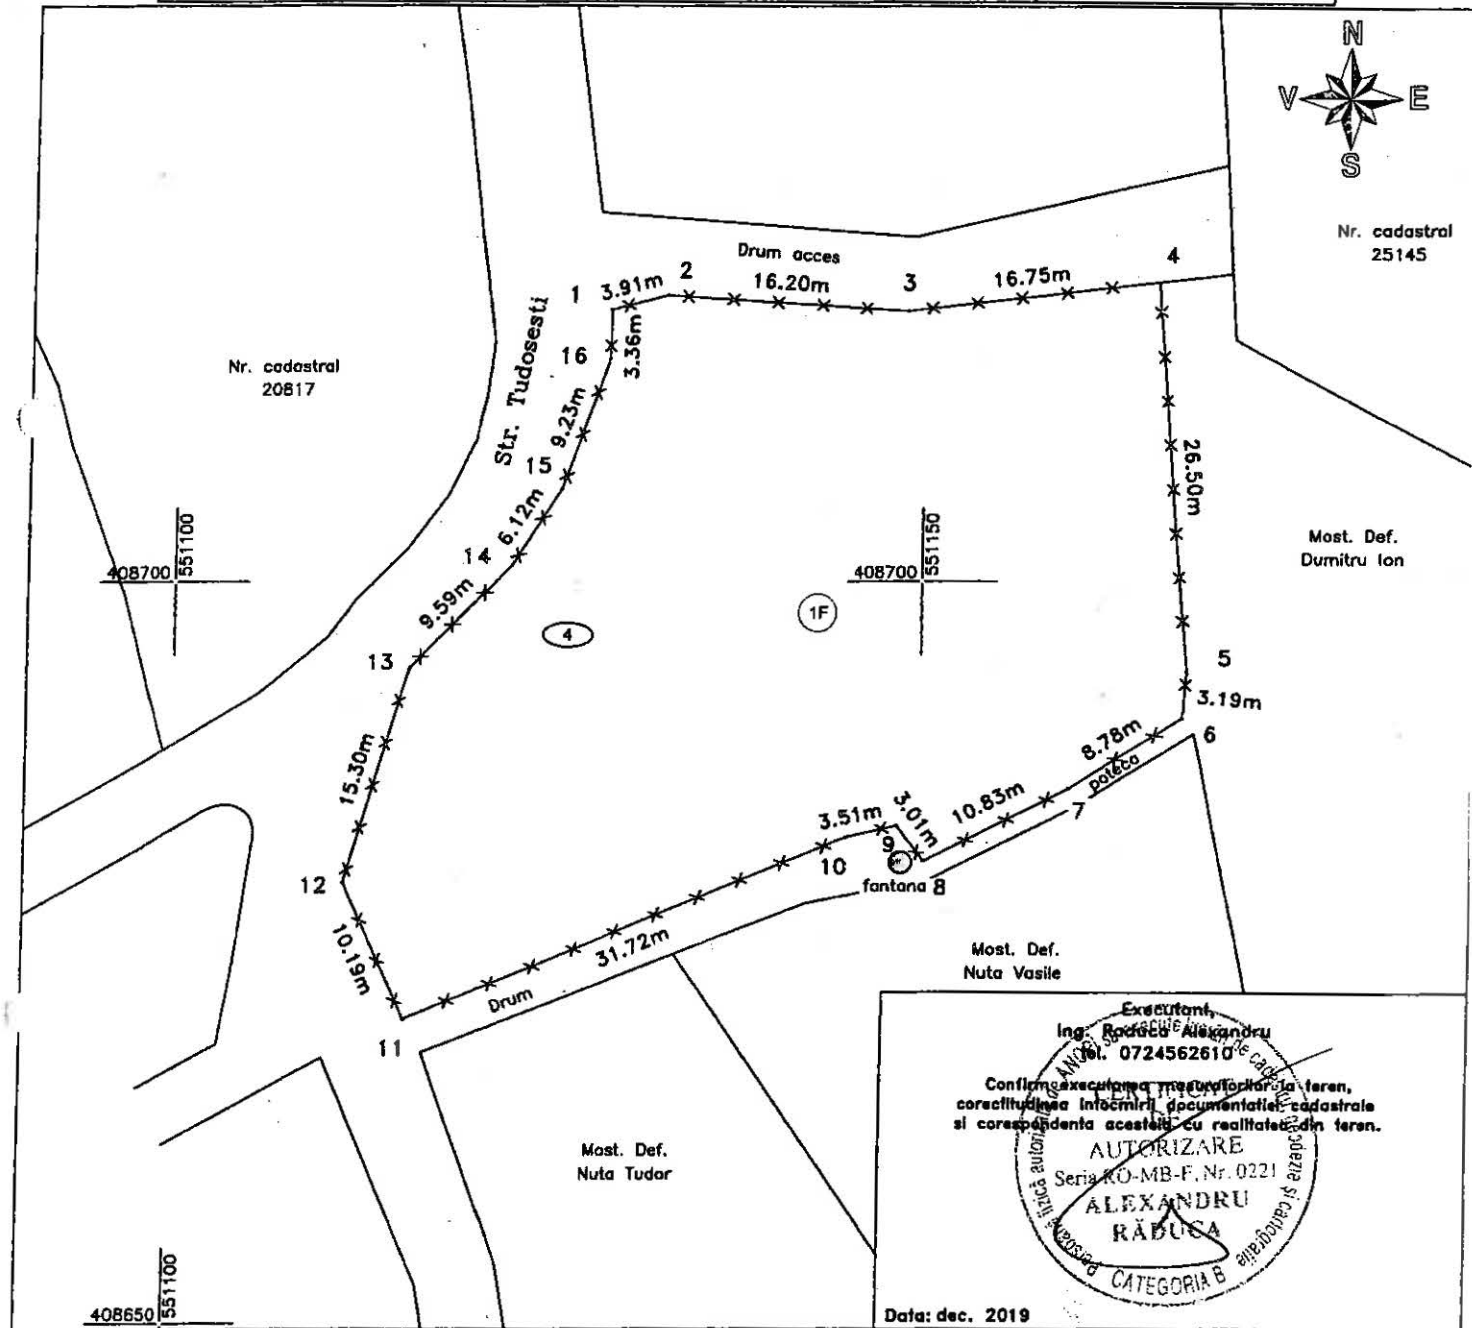 N
V E
S
Nr. cadastral
25145
Drum acces
1
3.91m
2
16.20m
3
16.75m
4
Str. Tudosesti
16
3.36m
Nr. cadastral
20817
9.23m
15
6.12m
26.50m
14
551100
408700
551150
408700
Most. Def.
Dumitru Ion
9.59m
4
1F
13
5
3.19m
6
8.78m
poteca
7
15.30m
10.83m
3.01m
3.51m
9
10
fantana 8
12
10.19m
31.72m
Drum
11
Most. Def.
Nuta Vasile
Most. Def.
Nuta Tudor
551100
408650
Executant,
Ing. Raduca Alexandru
tel. 0724562610
Confirm executarea masuratorilor la teren,
corectitudinea intocmirii documentatiei cadastrale
si corespondenta acesteia cu realitatea din teren.
AUTORIZARE
Seria RO-MB-F, Nr. 0221
ALEXANDRU
RĂDUCA
CATEGORIA B
Data: dec. 2019